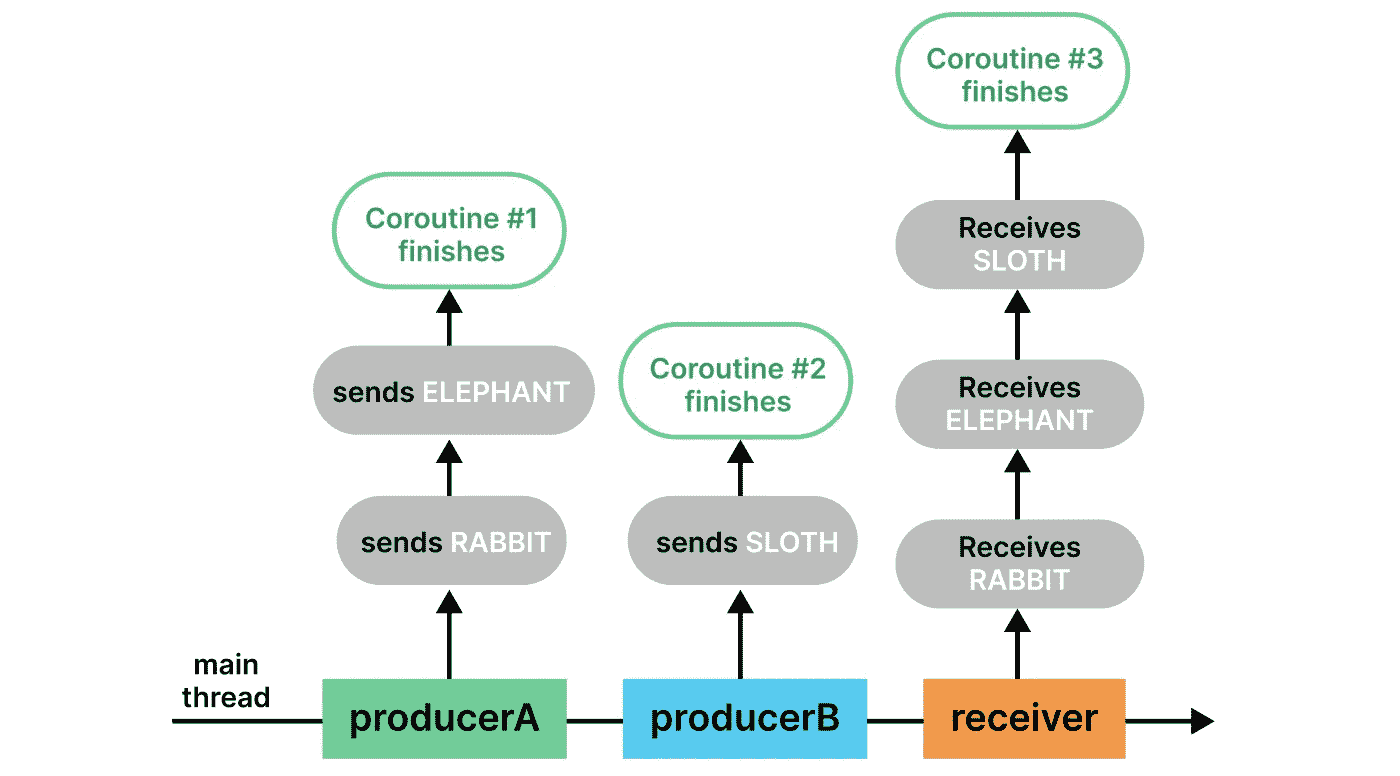 Coroutine #3
finishes
Coroutine #1
finishes
Receives
SLOTH
sends ELEPHANT
Coroutine #2
finishes
Receives
ELEPHANT
sends RABBIT
sends SLOTH
Receives
RABBIT
main
thread
producerA
producerB
receiver